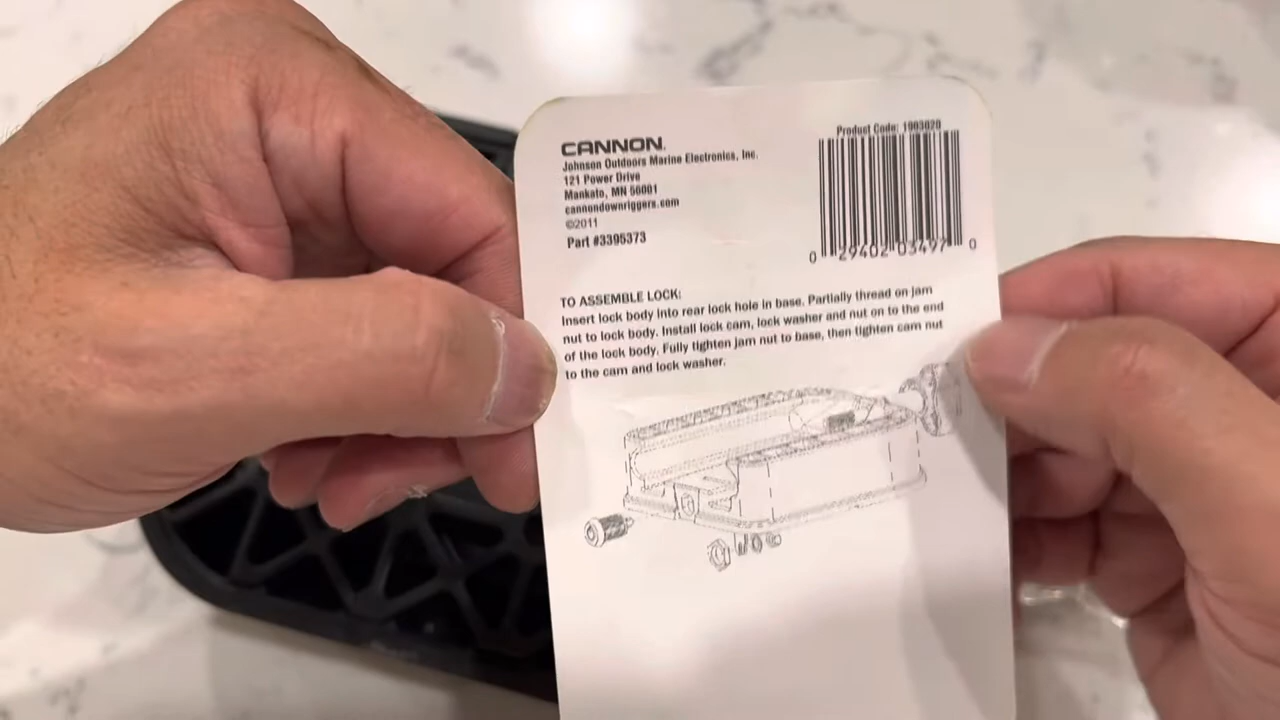 CANNON.
Johnson Outdoors Marine Electronics, Inc.
121 Power Drive
Mankato, MN 56001
cannondownriggers.com
©2011
Part #3395373
Product Code: 1903020
0 29402 03497 0
TO ASSEMBLE LOCK:
Insert lock body into rear lock hole in base. Partially thread on jam
nut to lock body. Install lock cam, lock washer and nut on to the end
of the lock body. Fully tighten jam nut to base, then tighten cam nut
to the cam and lock washer.